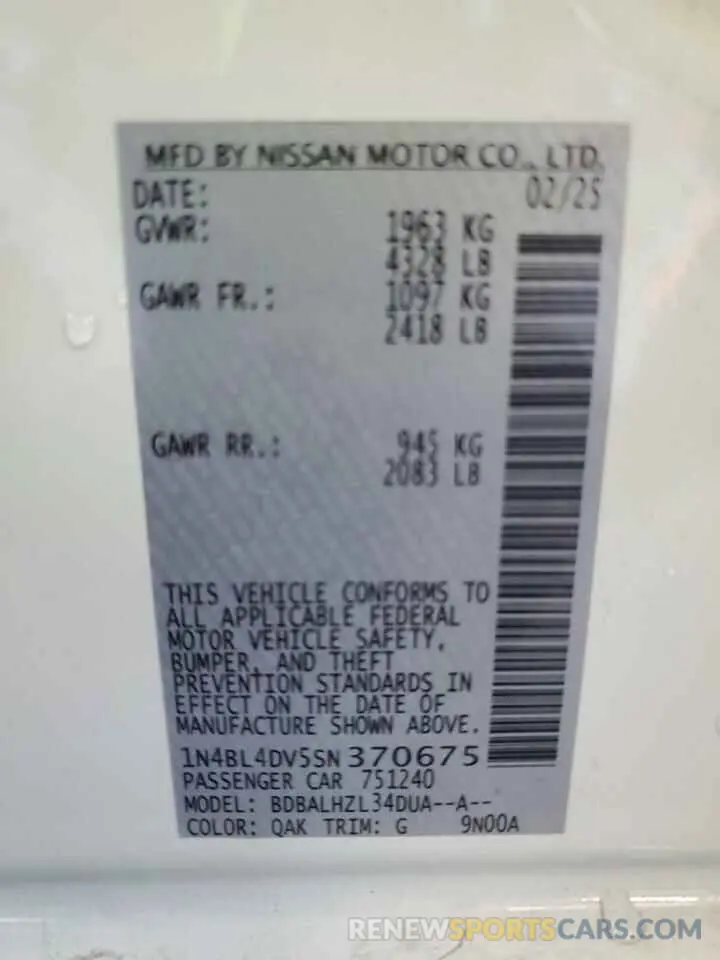 MFD BY NISSAN MOTOR CO., LTD.
DATE: 02/25
GVWR: 1963 KG
4328 LB
GAWR FR.: 1097 KG
2418 LB
GAWR RR.: 945 KG
2083 LB
THIS VEHICLE CONFORMS TO
ALL APPLICABLE FEDERAL
MOTOR VEHICLE SAFETY,
BUMPER, AND THEFT
PREVENTION STANDARDS IN
EFFECT ON THE DATE OF
MANUFACTURE SHOWN ABOVE.
1N4BL4DV5SN370675
PASSENGER CAR 751240
MODEL: BDBALHZL34DUA--A--
COLOR: QAK TRIM: G 9N00A
RENEWSPORTSCARS.COM